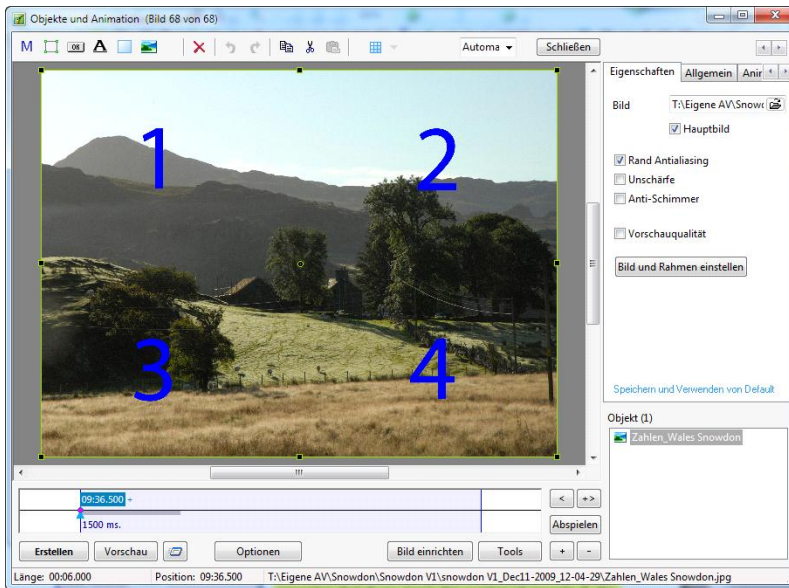 Objekte und Animation (Bild 68 von 68)
M OK A Automa Schließen
Eigenschaften Allgemein Anir
Bild T:\Eigene AV\Snowd
Hauptbild
Rand Antialiasing
Unschärfe
Anti-Schimmer
Vorschauqualität
Bild und Rahmen einstellen
1 2
3 4
Speichern und Verwenden von Default
Objekt (1)
Zahlen_Wales Snowdon
09:36.500 + < +>
1500 ms. Abspielen
Erstellen Vorschau Optionen Bild einrichten Tools + -
Länge: 00:06.000 Position: 09:36.500 T:\Eigene AV\Snowdon\Snowdon V1\snowdon V1_Dec11-2009_12-04-29\Zahlen_Wales Snowdon.jpg